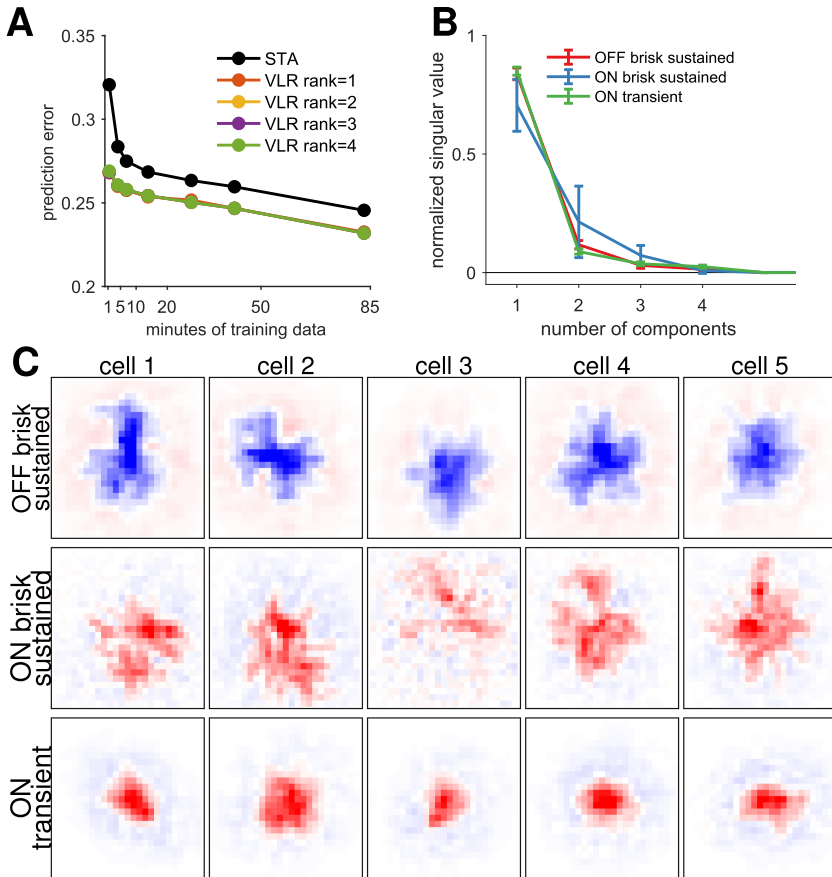 A
0.35
0.3
0.25
0.2
prediction error
STA
VLR rank=1
VLR rank=2
VLR rank=3
VLR rank=4
1 5 10 20 50 85
minutes of training data
B
1
0.5
0
normalized singular value
OFF brisk sustained
ON brisk sustained
ON transient
1 2 3 4
number of components
C
cell 1 cell 2 cell 3 cell 4 cell 5
OFF brisk
sustained
ON brisk
sustained
ON
transient